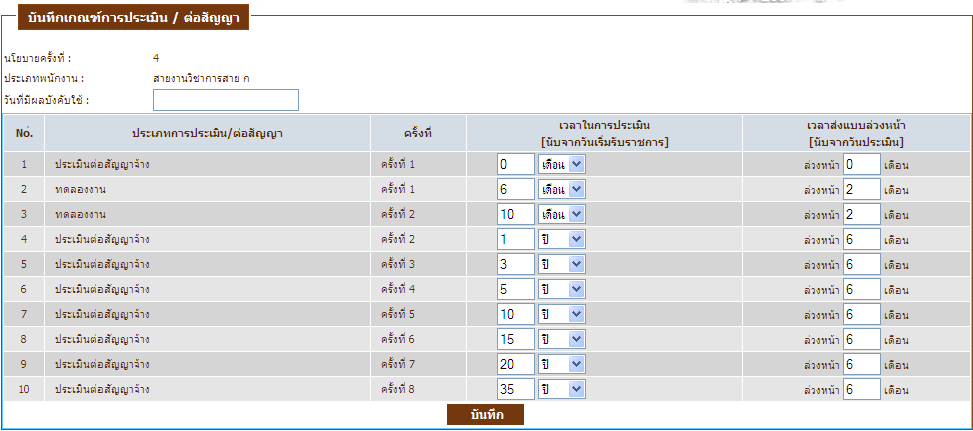 บันทึกเกณฑ์การประเมิน / ต่อสัญญา
นโยบายครั้งที่ : 4
ประเภทพนักงาน : สายงานวิชาการสาย ก
วันที่มีผลบังคับใช้ :
No. ประเภทการประเมิน/ต่อสัญญา ครั้งที่ เวลาในการประเมิน [นับจากวันเริ่มรับราชการ] เวลาส่งแบบล่วงหน้า [นับจากวันประเมิน]
1 ประเมินต่อสัญญาจ้าง ครั้งที่ 1 0 เดือน ล่วงหน้า 0 เดือน
2 ทดลองงาน ครั้งที่ 1 6 เดือน ล่วงหน้า 2 เดือน
3 ทดลองงาน ครั้งที่ 2 10 เดือน ล่วงหน้า 2 เดือน
4 ประเมินต่อสัญญาจ้าง ครั้งที่ 2 1 ปี ล่วงหน้า 6 เดือน
5 ประเมินต่อสัญญาจ้าง ครั้งที่ 3 3 ปี ล่วงหน้า 6 เดือน
6 ประเมินต่อสัญญาจ้าง ครั้งที่ 4 5 ปี ล่วงหน้า 6 เดือน
7 ประเมินต่อสัญญาจ้าง ครั้งที่ 5 10 ปี ล่วงหน้า 6 เดือน
8 ประเมินต่อสัญญาจ้าง ครั้งที่ 6 15 ปี ล่วงหน้า 6 เดือน
9 ประเมินต่อสัญญาจ้าง ครั้งที่ 7 20 ปี ล่วงหน้า 6 เดือน
10 ประเมินต่อสัญญาจ้าง ครั้งที่ 8 35 ปี ล่วงหน้า 6 เดือน
บันทึก